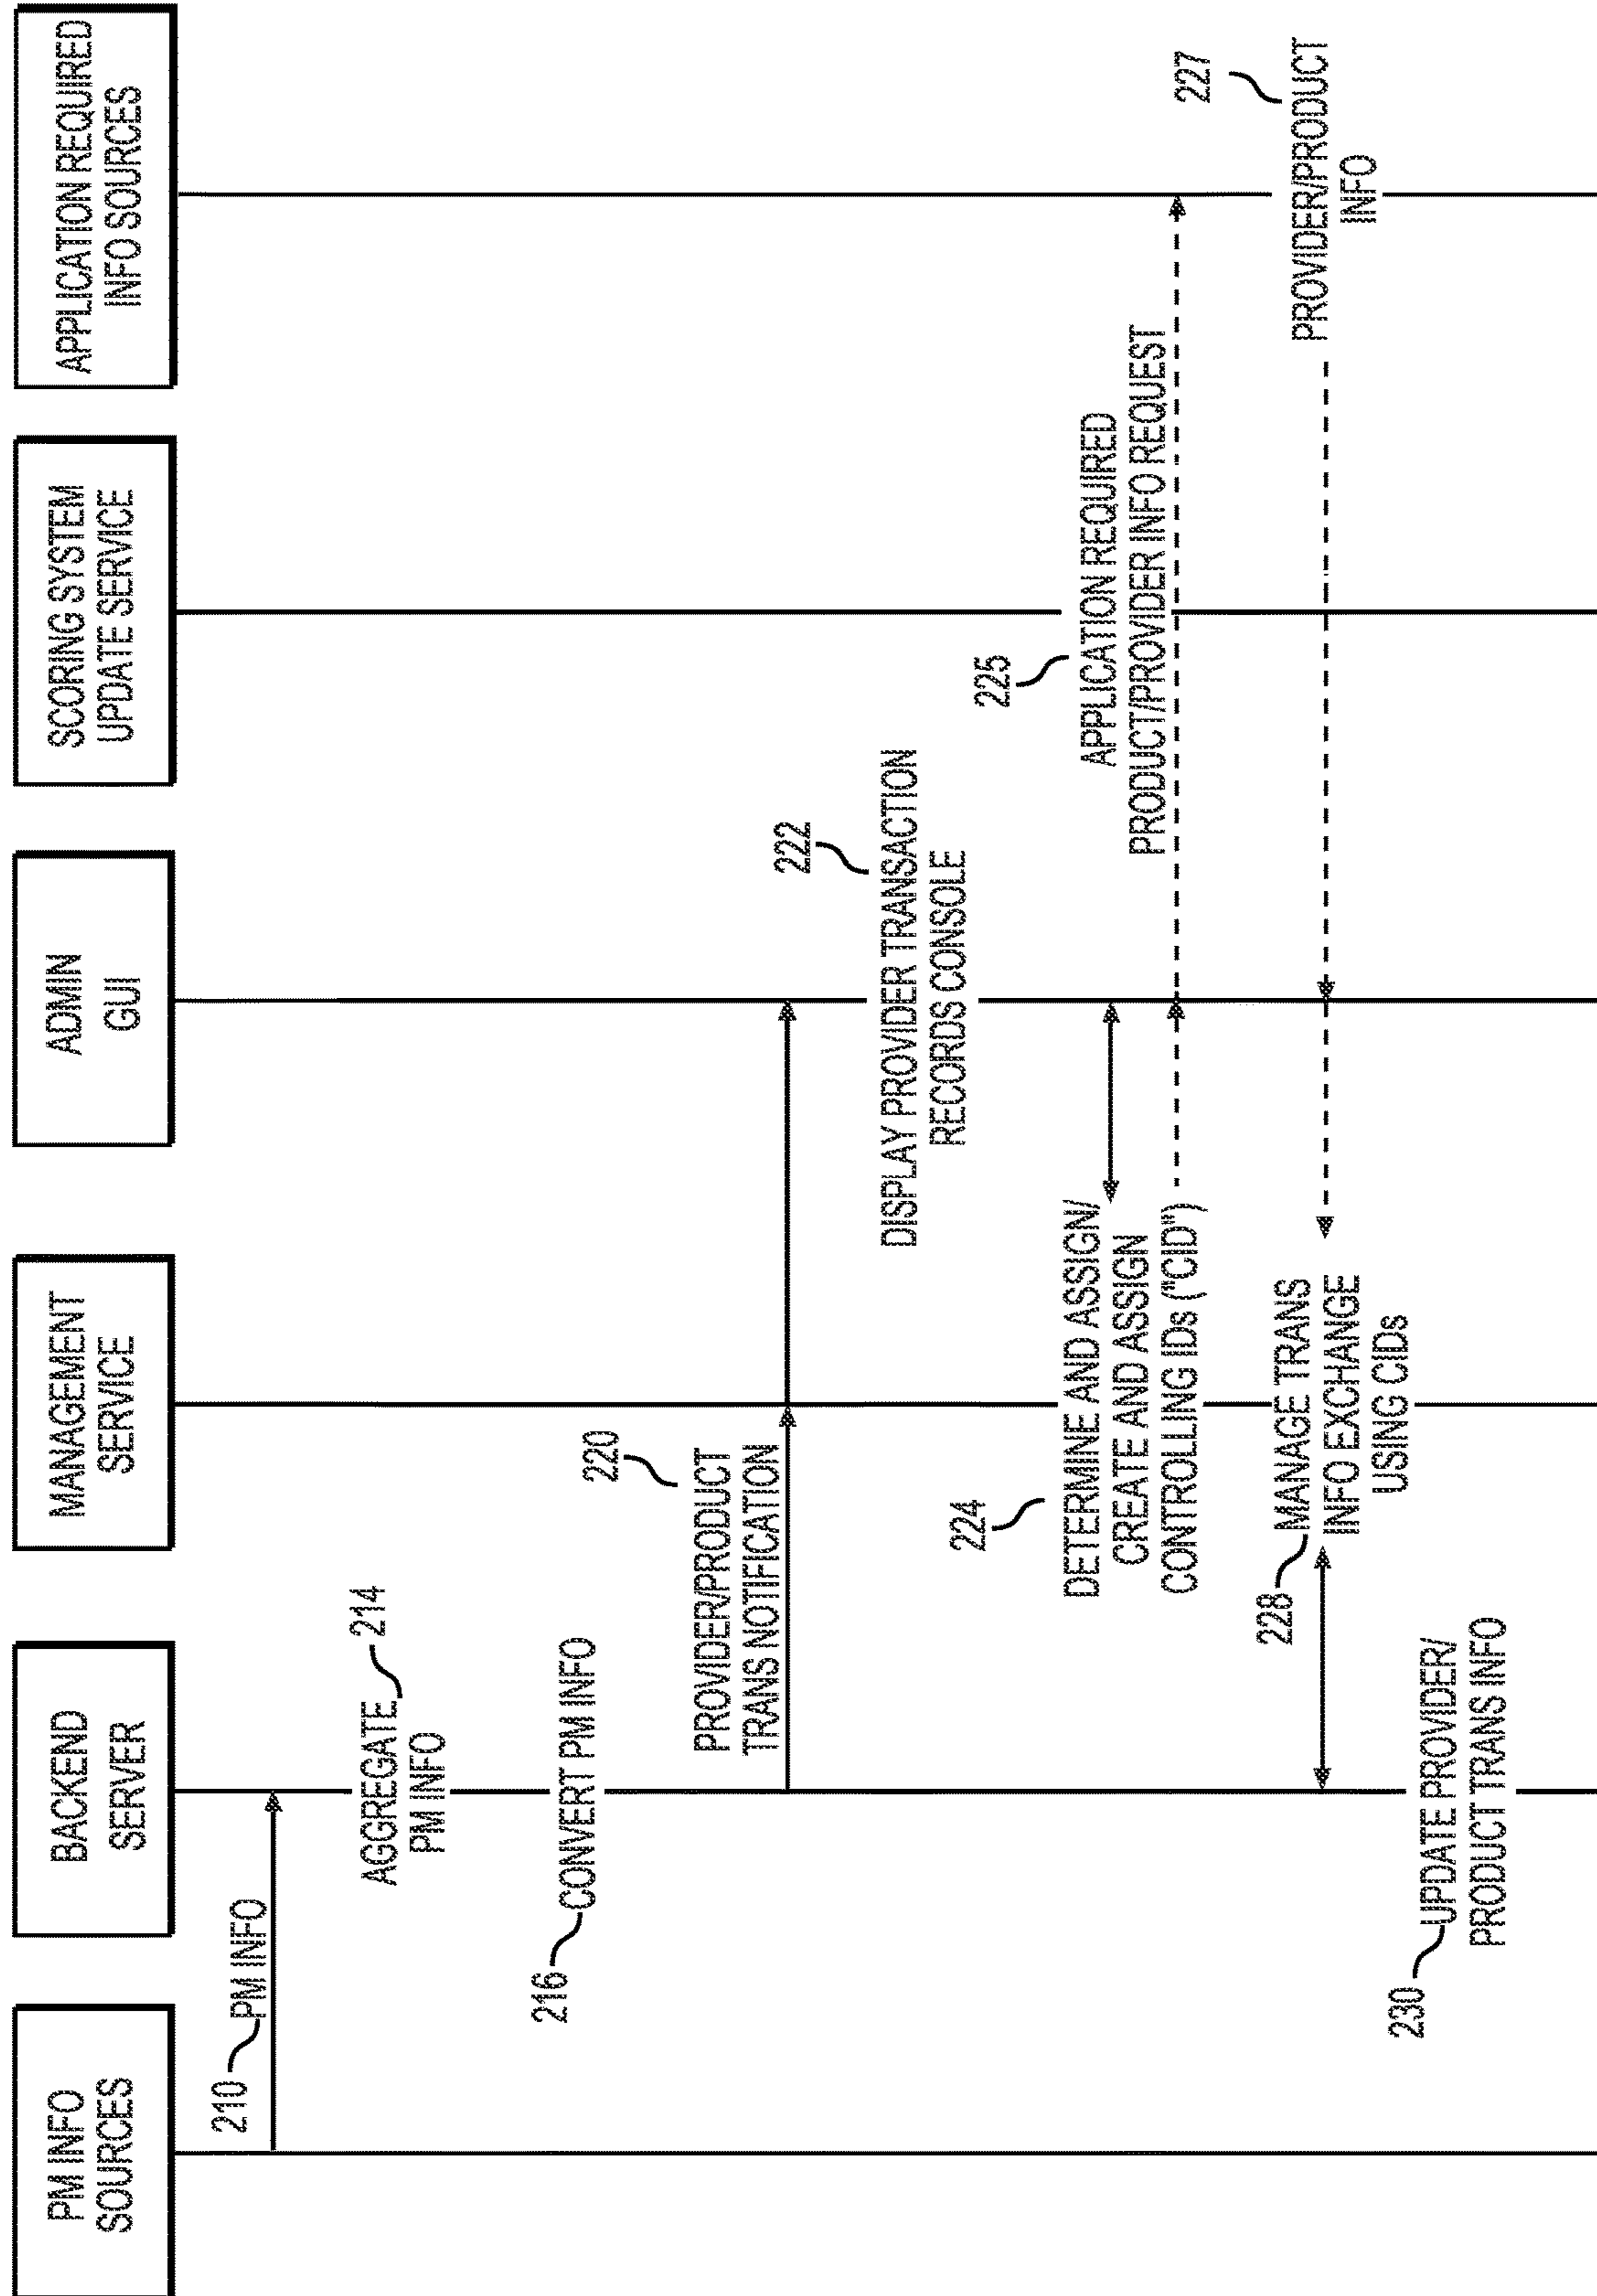 PM INFO
SOURCES
BACKEND
SERVER
MANAGEMENT
SERVICE
ADMIN
GUI
SCORING SYSTEM
UPDATE SERVICE
APPLICATION REQUIRED
INFO SOURCES
210
PM INFO
AGGREGATE
PM INFO
214
216
CONVERT PM INFO
220
PROVIDER/PRODUCT
TRANS NOTIFICATION
222
DISPLAY PROVIDER TRANSACTION
RECORDS CONSOLE
224
DETERMINE AND ASSIGN/
CREATE AND ASSIGN
CONTROLLING IDs ("CID")
225
APPLICATION REQUIRED
PRODUCT/PROVIDER INFO REQUEST
227
PROVIDER/PRODUCT
INFO
228
MANAGE TRANS
INFO EXCHANGE
USING CIDs
230
UPDATE PROVIDER/
PRODUCT TRANS INFO